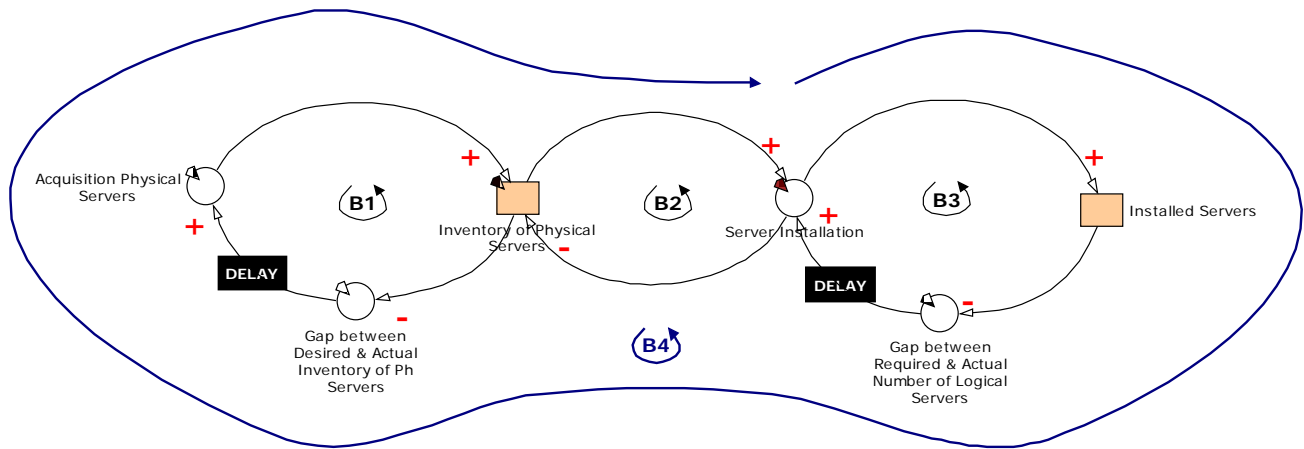 +
+
+
Acquisition Physical
Servers
B1
B2
B3
Installed Servers
+
+
Inventory of Physical
Servers
-
Server Installation
DELAY
DELAY
-
-
Gap between
Desired & Actual
Inventory of Ph
Servers
B4
Gap between
Required & Actual
Number of Logical
Servers